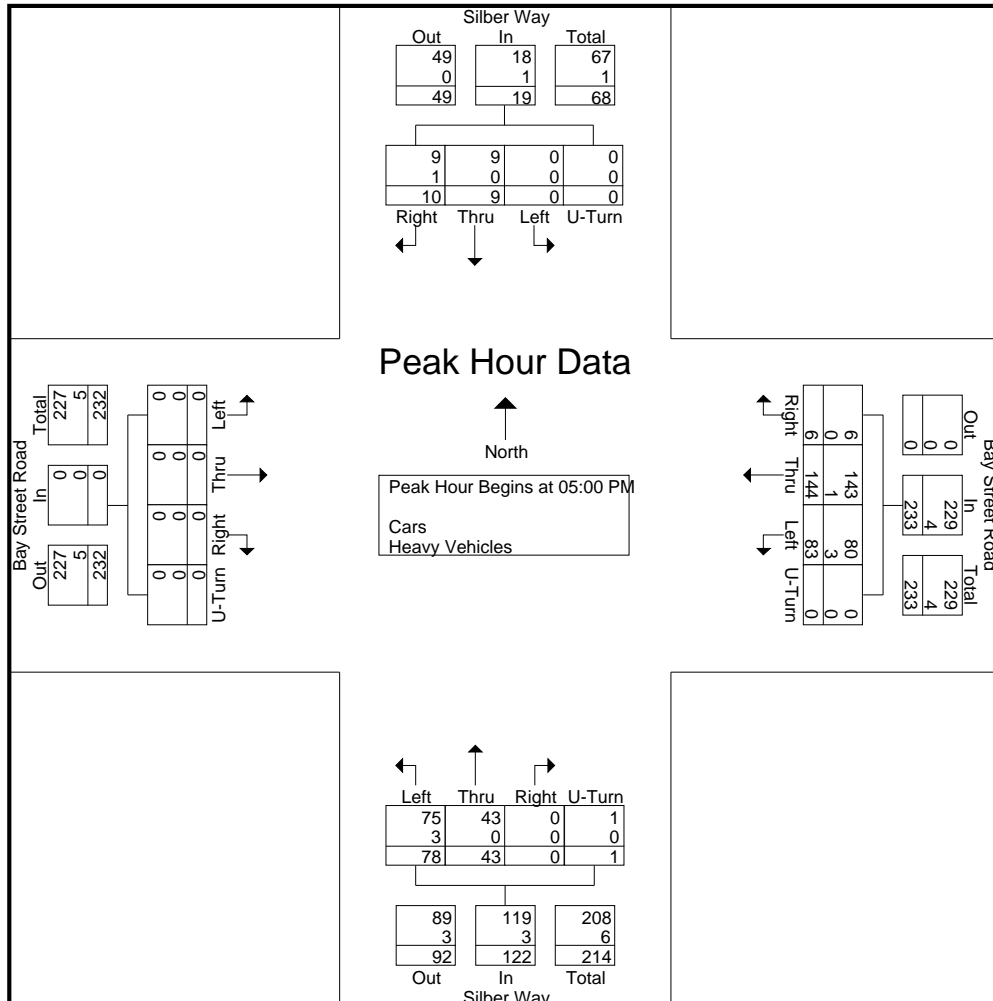 Silber Way
Out In Total
49 18 67
0 1 1
49 19 68
9 9 0 0
1 0 0 0
10 9 0 0
Right Thru Left U-Turn
Peak Hour Data
North
Peak Hour Begins at 05:00 PM
Cars
Heavy Vehicles
Bay Street Road
Out In Total
227 0 227
5 0 5
232 0 232
0 0 0 0
0 0 0 0
0 0 0 0
U-Turn Right Thru Left
Bay Street Road
Out In Total
0 229 229
0 4 4
0 233 233
6 143 80 0
0 1 3 0
6 144 83 0
Right Thru Left U-Turn
Left Thru Right U-Turn
75 43 0 1
3 0 0 0
78 43 0 1
89 119 208
3 3 6
92 122 214
Out In Total
Silber Way